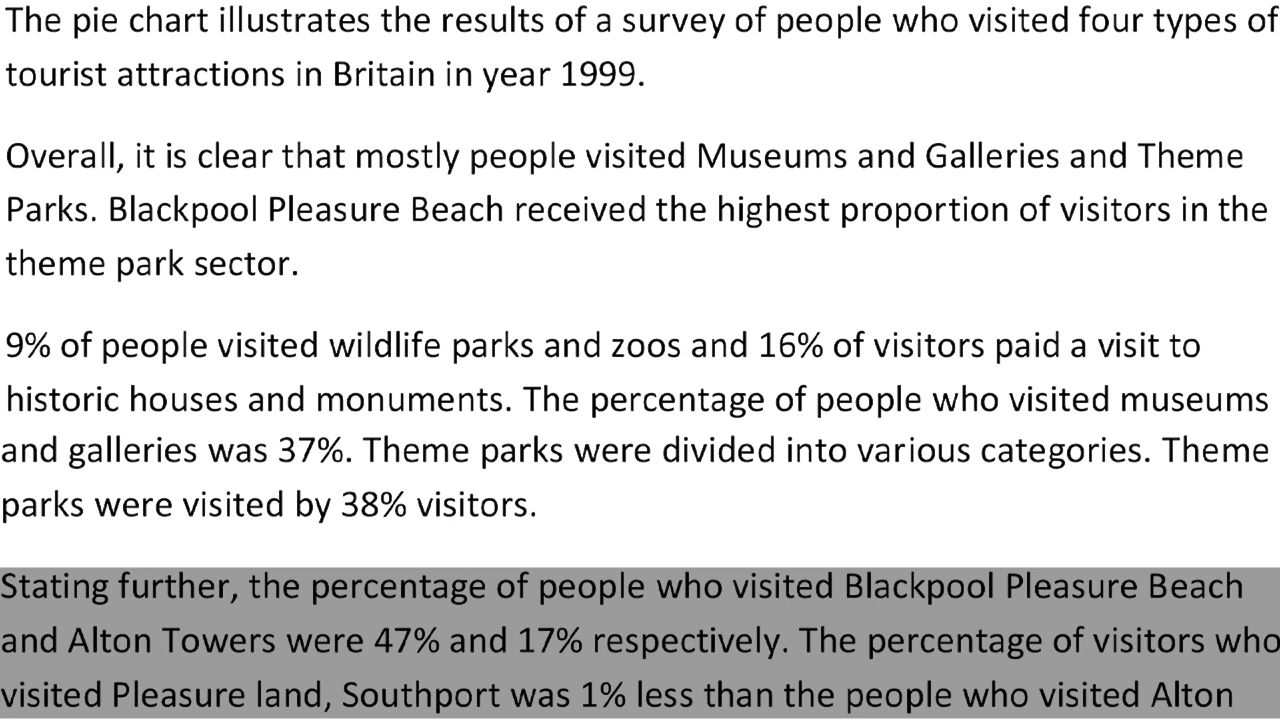 The pie chart illustrates the results of a survey of people who visited four types of
tourist attractions in Britain in year 1999.
Overall, it is clear that mostly people visited Museums and Galleries and Theme
Parks. Blackpool Pleasure Beach received the highest proportion of visitors in the
theme park sector.
9% of people visited wildlife parks and zoos and 16% of visitors paid a visit to
historic houses and monuments. The percentage of people who visited museums
and galleries was 37%. Theme parks were divided into various categories. Theme
parks were visited by 38% visitors.
Stating further, the percentage of people who visited Blackpool Pleasure Beach
and Alton Towers were 47% and 17% respectively. The percentage of visitors who
visited Pleasure land, Southport was 1% less than the people who visited Alton